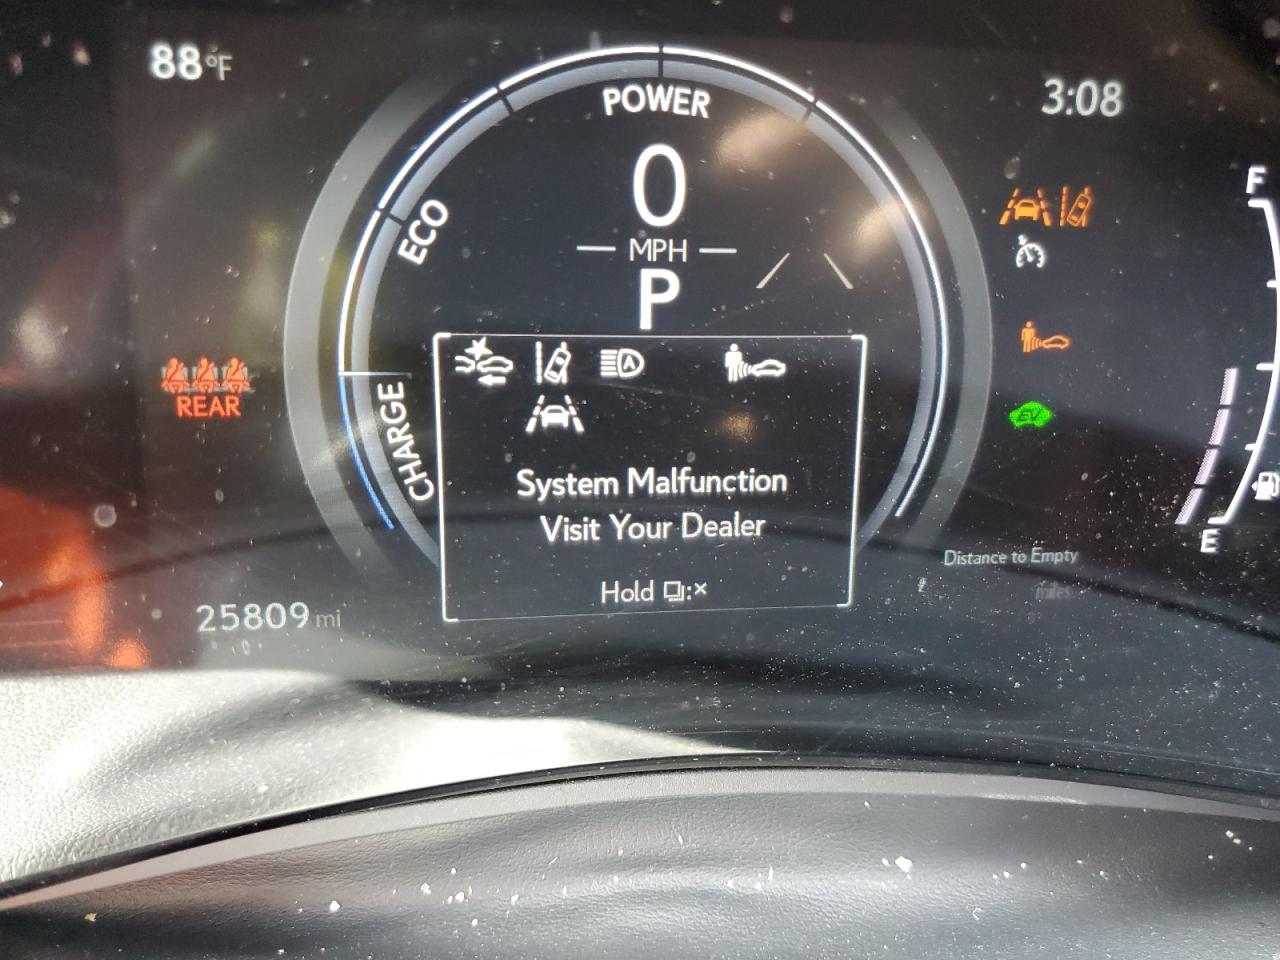 88°F
3:08
POWER
0
MPH
P
ECO
CHARGE
REAR
System Malfunction
Visit Your Dealer
Hold :×
25809 mi
F
EV
E
Distance to Empty
miles